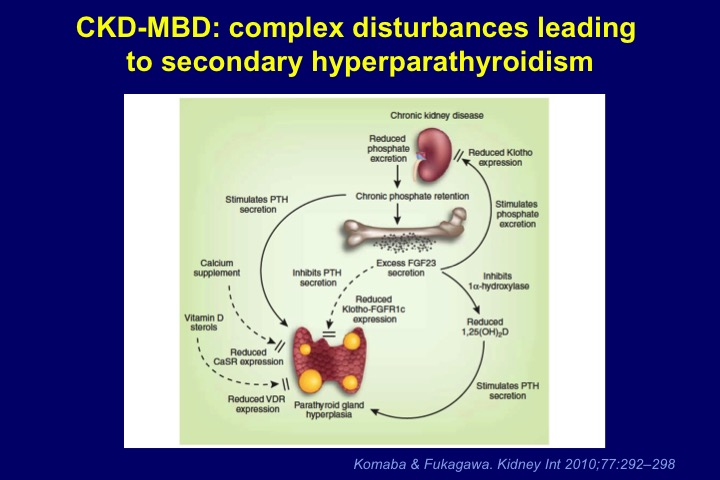 CKD-MBD: complex disturbances leading
to secondary hyperparathyroidism
Chronic kidney disease
Reduced
phosphate
excretion
Reduced Klotho
expression
Chronic phosphate retention
Stimulates PTH
secretion
Stimulates
phosphate
excretion
Calcium
supplement
Inhibits PTH
secretion
Excess FGF23
secretion
Inhibits
1α-hydroxylase
Reduced
Klotho-FGFR1c
expression
Vitamin D
sterols
Reduced
1,25(OH)₂D
Reduced
CaSR expression
Reduced VDR
expression
Parathyroid gland
hyperplasia
Stimulates PTH
secretion
Komaba & Fukagawa. Kidney Int 2010;77:292–298